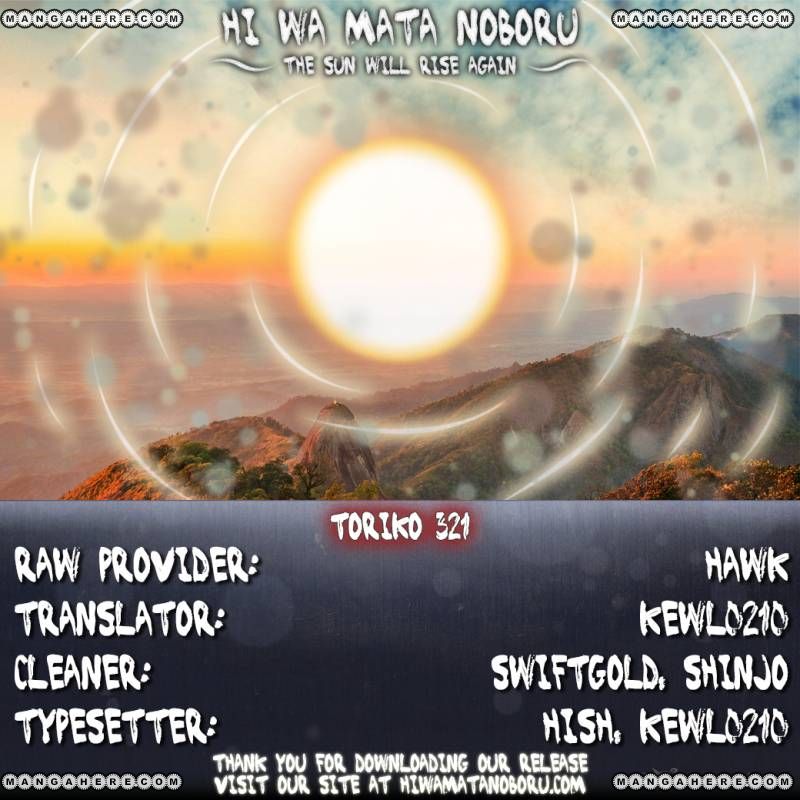 MANGAHERE.COM HI WA MATA NOBORU MANGAHERE.COM
THE SUN WILL RISE AGAIN
TORIKO 321
RAW PROVIDER: HAWK
TRANSLATOR: KEWL0210
CLEANER: SWIFTGOLD, SHINJO
TYPESETTER: HISH, KEWL0210
THANK YOU FOR DOWNLOADING OUR RELEASE
MANGAHERE.COM VISIT OUR SITE AT HIWAMATANOBORU.COM MANGAHERE.COM